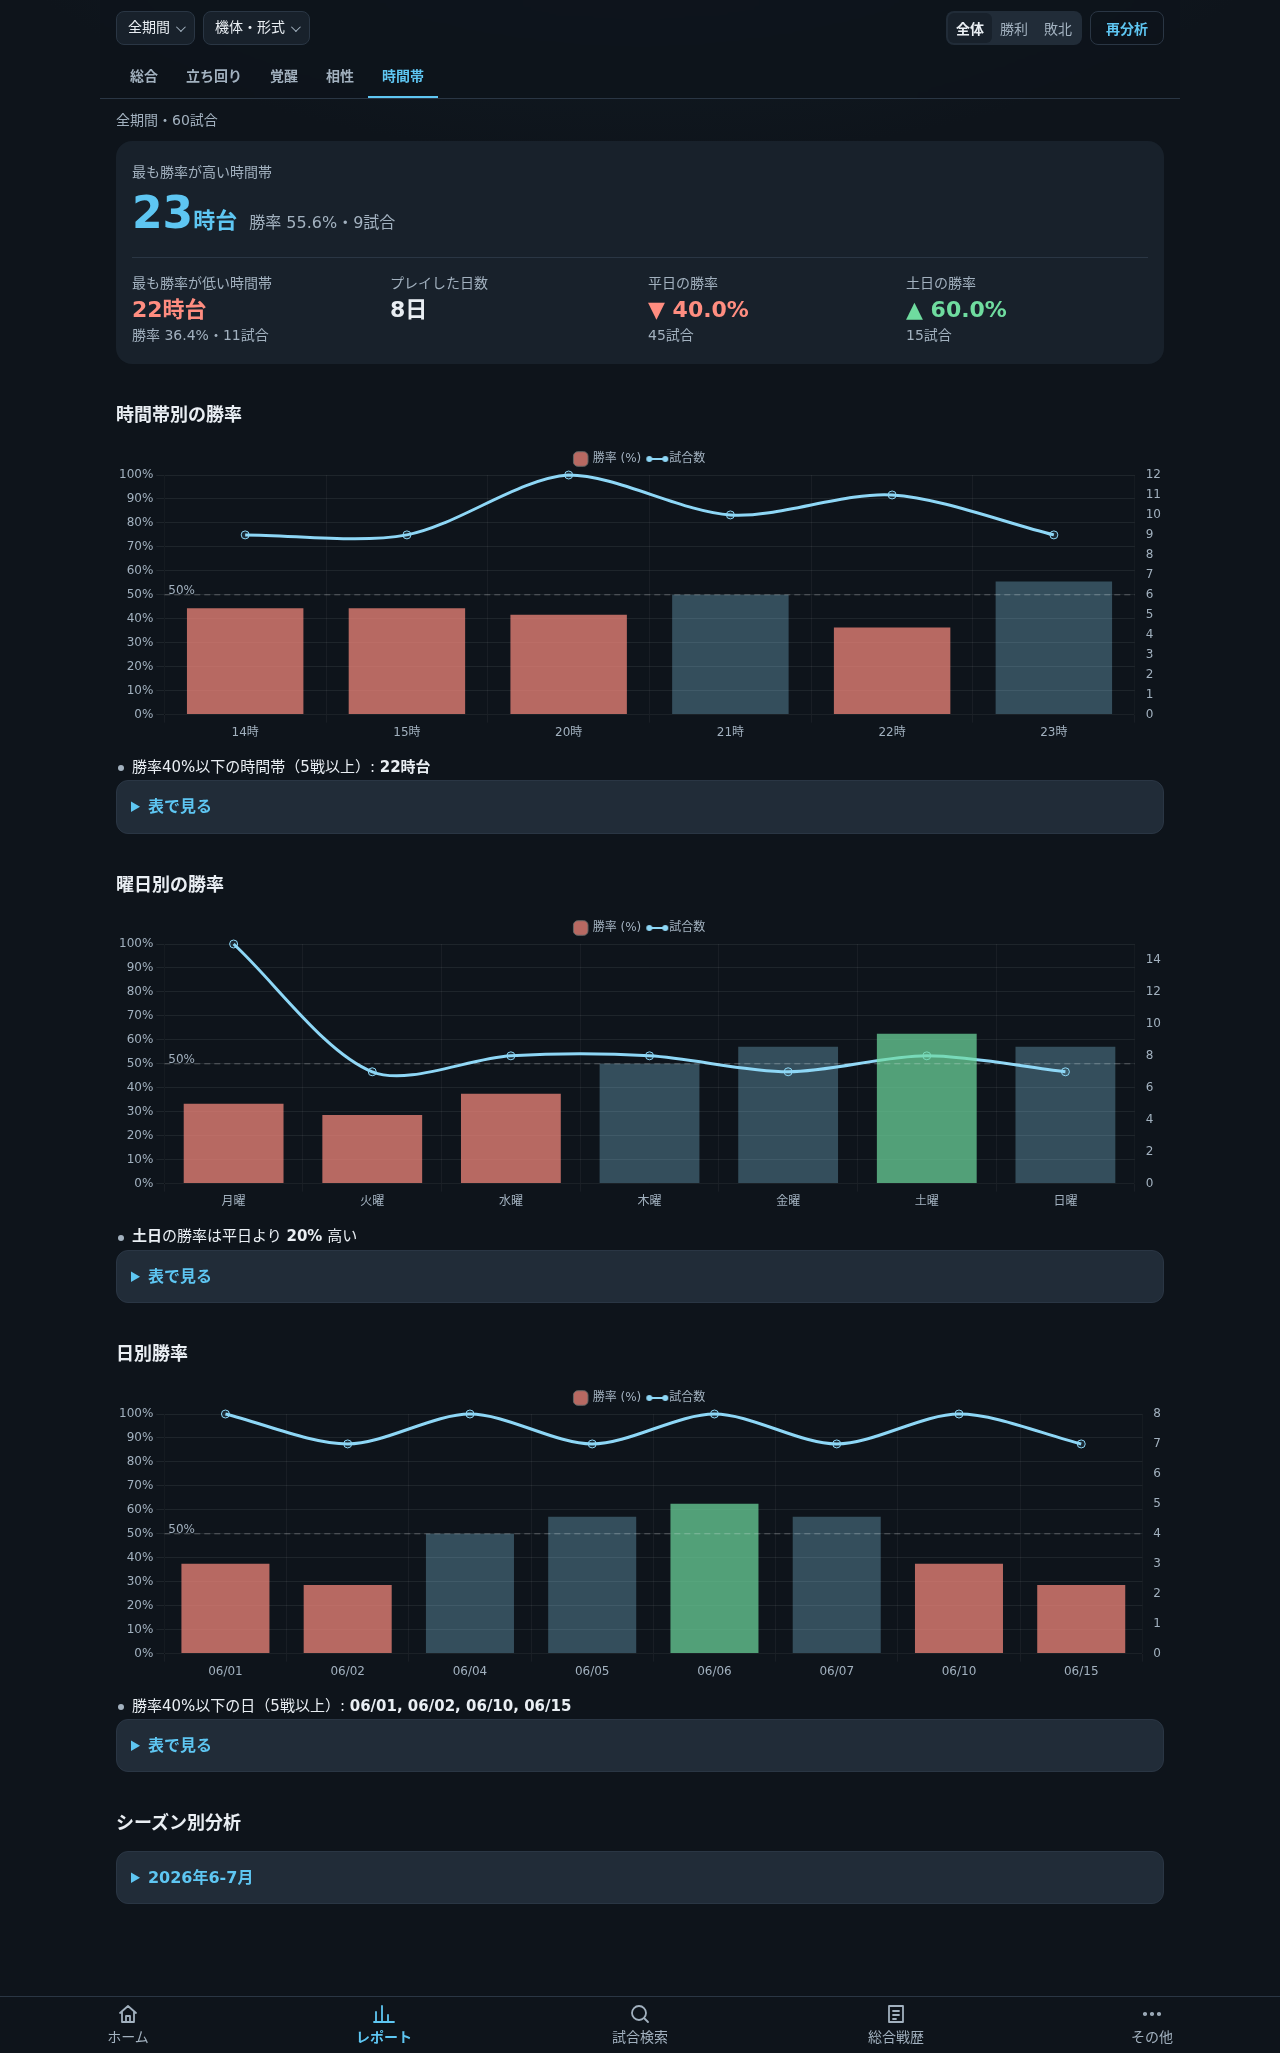 全期間 機体・形式 全体 勝利 敗北 再分析
総合 立ち回り 覚醒 相性 時間帯
全期間・60試合
最も勝率が高い時間帯
23時台 勝率 55.6%・9試合
最も勝率が低い時間帯 プレイした日数 平日の勝率 土日の勝率
22時台 8日 ▼ 40.0% ▲ 60.0%
勝率 36.4%・11試合 45試合 15試合
時間帯別の勝率
勝率 (%) 試合数
100% 12
90% 11
80% 10
70% 9
60% 8
50% 7
50% 6
40% 5
30% 4
20% 3
10% 2
0% 1
0
14時 15時 20時 21時 22時 23時
勝率40%以下の時間帯（5戦以上）: 22時台
▶ 表で見る
曜日別の勝率
勝率 (%) 試合数
100%
90% 14
80% 12
70% 10
60% 8
50%
50% 6
40% 4
30% 2
20% 0
10%
0%
月曜 火曜 水曜 木曜 金曜 土曜 日曜
土日の勝率は平日より 20% 高い
▶ 表で見る
日別勝率
勝率 (%) 試合数
100% 8
90% 7
80% 6
70% 5
60% 4
50%
50% 3
40% 2
30% 1
20% 0
10%
0%
06/01 06/02 06/04 06/05 06/06 06/07 06/10 06/15
勝率40%以下の日（5戦以上）: 06/01, 06/02, 06/10, 06/15
▶ 表で見る
シーズン別分析
▶ 2026年6-7月
ホーム レポート 試合検索 総合戦歴 その他